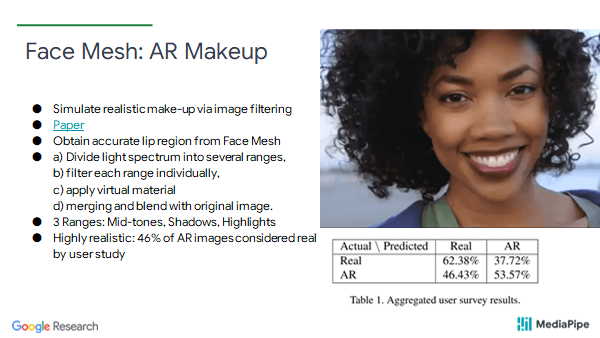 Face Mesh: AR Makeup
● Simulate realistic make-up via image filtering
● Paper
● Obtain accurate lip region from Face Mesh
● a) Divide light spectrum into several ranges,
b) filter each range individually,
c) apply virtual material
d) merging and blend with original image.
● 3 Ranges: Mid-tones, Shadows, Highlights
● Highly realistic: 46% of AR images considered real
by user study
Actual \ Predicted Real AR
Real 62.38% 37.72%
AR 46.43% 53.57%
Table 1. Aggregated user survey results.
Google Research
MediaPipe